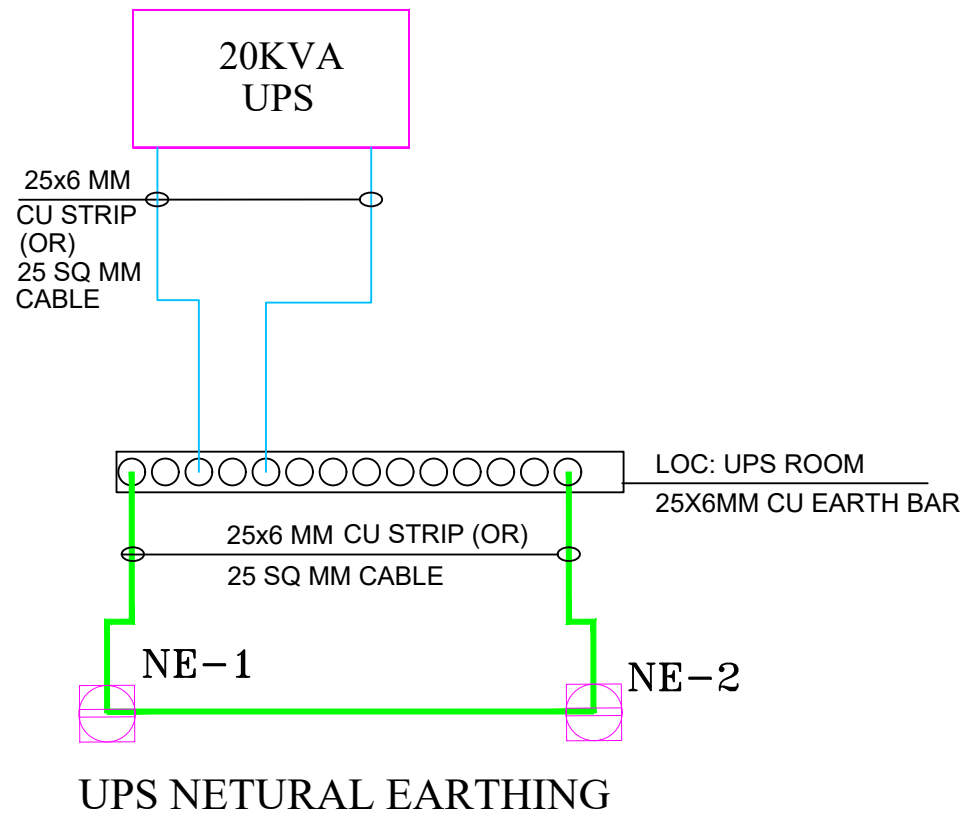 20KVA
UPS
25x6 MM
CU STRIP
(OR)
25 SQ MM
CABLE
LOC: UPS ROOM
25X6MM CU EARTH BAR
25x6 MM CU STRIP (OR)
25 SQ MM CABLE
NE-1
NE-2
UPS NETURAL EARTHING